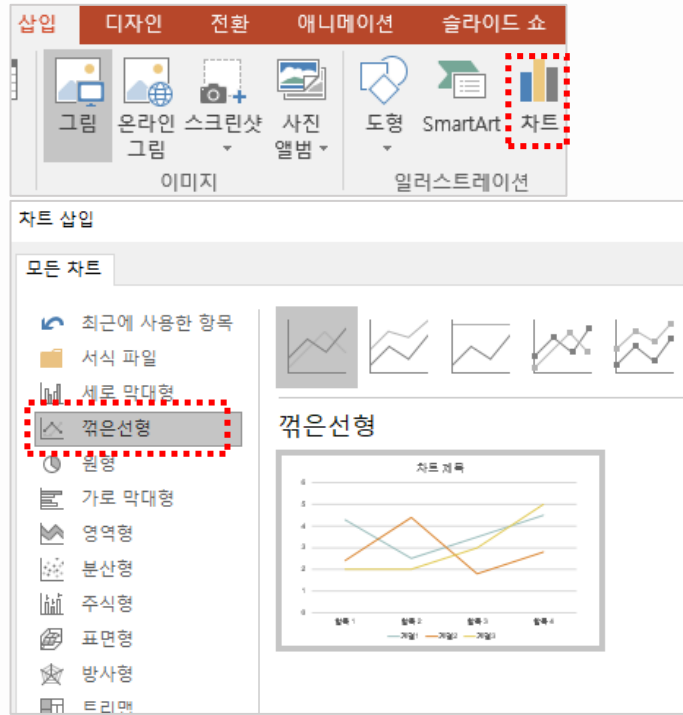 삽입 디자인 전환 애니메이션 슬라이드 쇼
그림 온라인 그림 스크린샷 사진 앨범 도형 SmartArt 차트
이미지 일러스트레이션
차트 삽입
모든 차트
최근에 사용한 항목
서식 파일
세로 막대형
꺾은선형
원형
가로 막대형
영역형
분산형
주식형
표면형
방사형
트리맵
꺾은선형
차트 제목
6
5
4
3
2
1
0
항목 1 항목 2 항목 3 항목 4
계열1 계열2 계열3